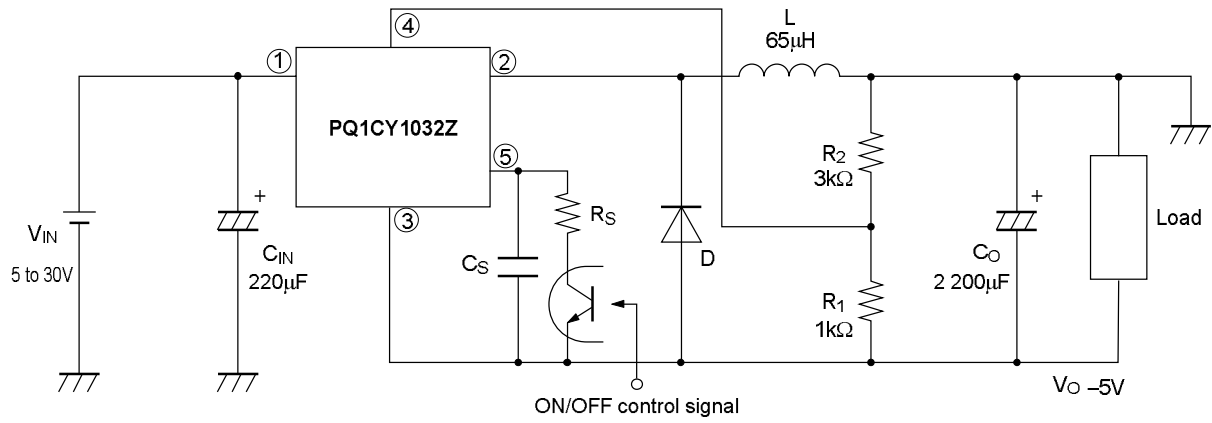 ④
L
65μH
①
②
PQ1CY1032Z
⑤
R2
3kΩ
③
RS
VIN
5 to 30V
CIN
220μF
CS
D
R1
1kΩ
CO
2 200μF
Load
VO –5V
ON/OFF control signal